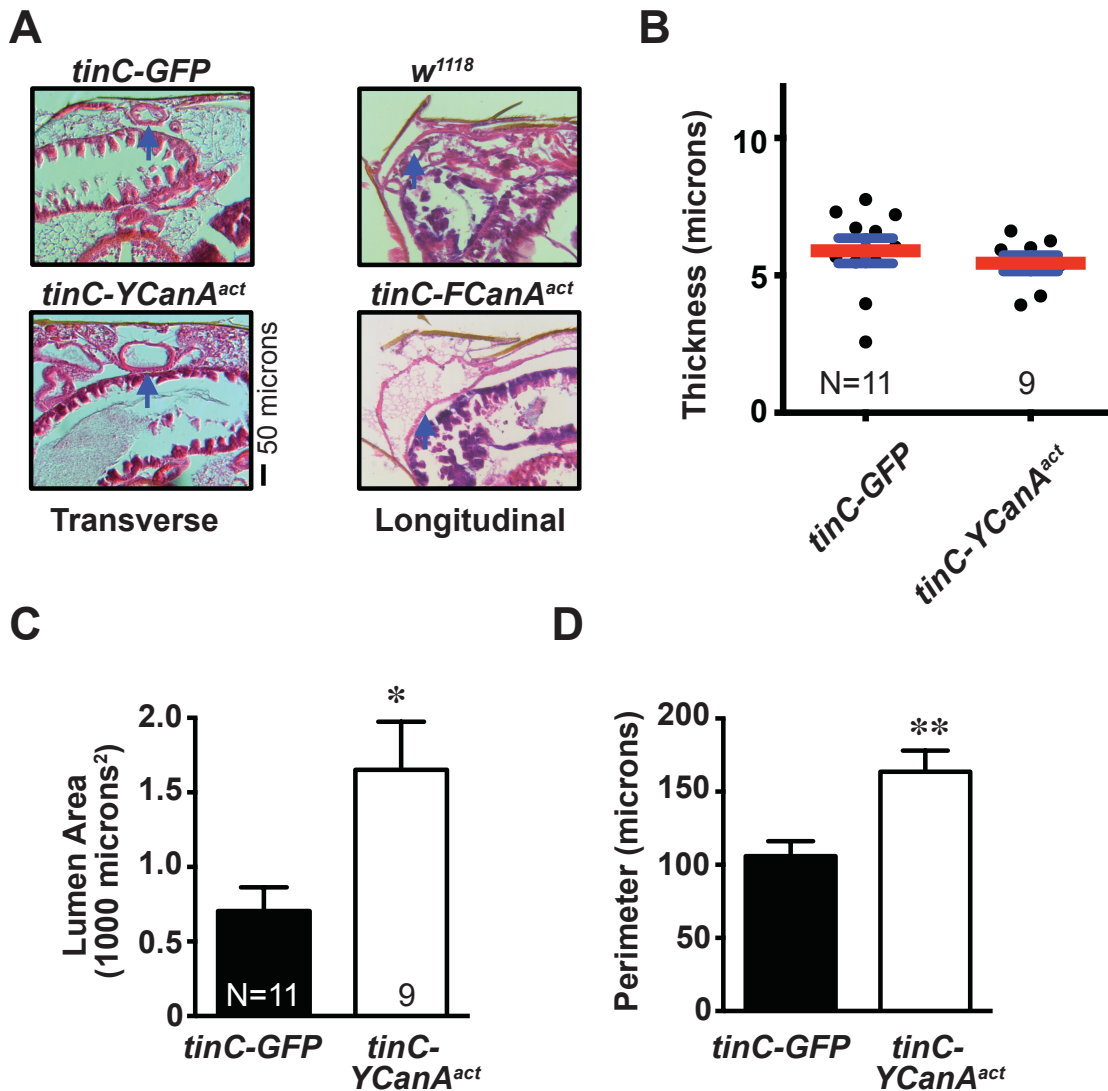 A
tinC-GFP
w1118
tinC-YCanAact
tinC-FCanAact
50 microns
Transverse
Longitudinal
B
Thickness (microns)
10
5
0
N=11
9
tinC-GFP
tinC-YCanAact
C
Lumen Area
(1000 microns2)
2.0
1.5
1.0
0.5
0
*
N=11
9
tinC-GFP
tinC-
YCanAact
D
Perimeter (microns)
200
150
100
50
0
**
tinC-GFP
tinC-
YCanAact